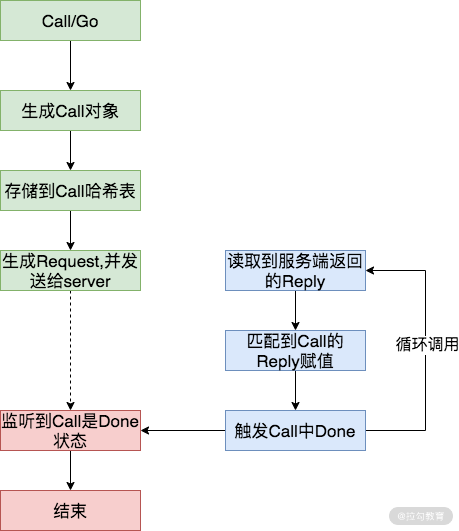 Call/Go
生成Call对象
存储到Call哈希表
生成Request,并发
送给server
读取到服务端返回
的Reply
匹配到Call的
Reply赋值
循环调用
监听到Call是Done
状态
触发Call中Done
结束
@拉勾教育